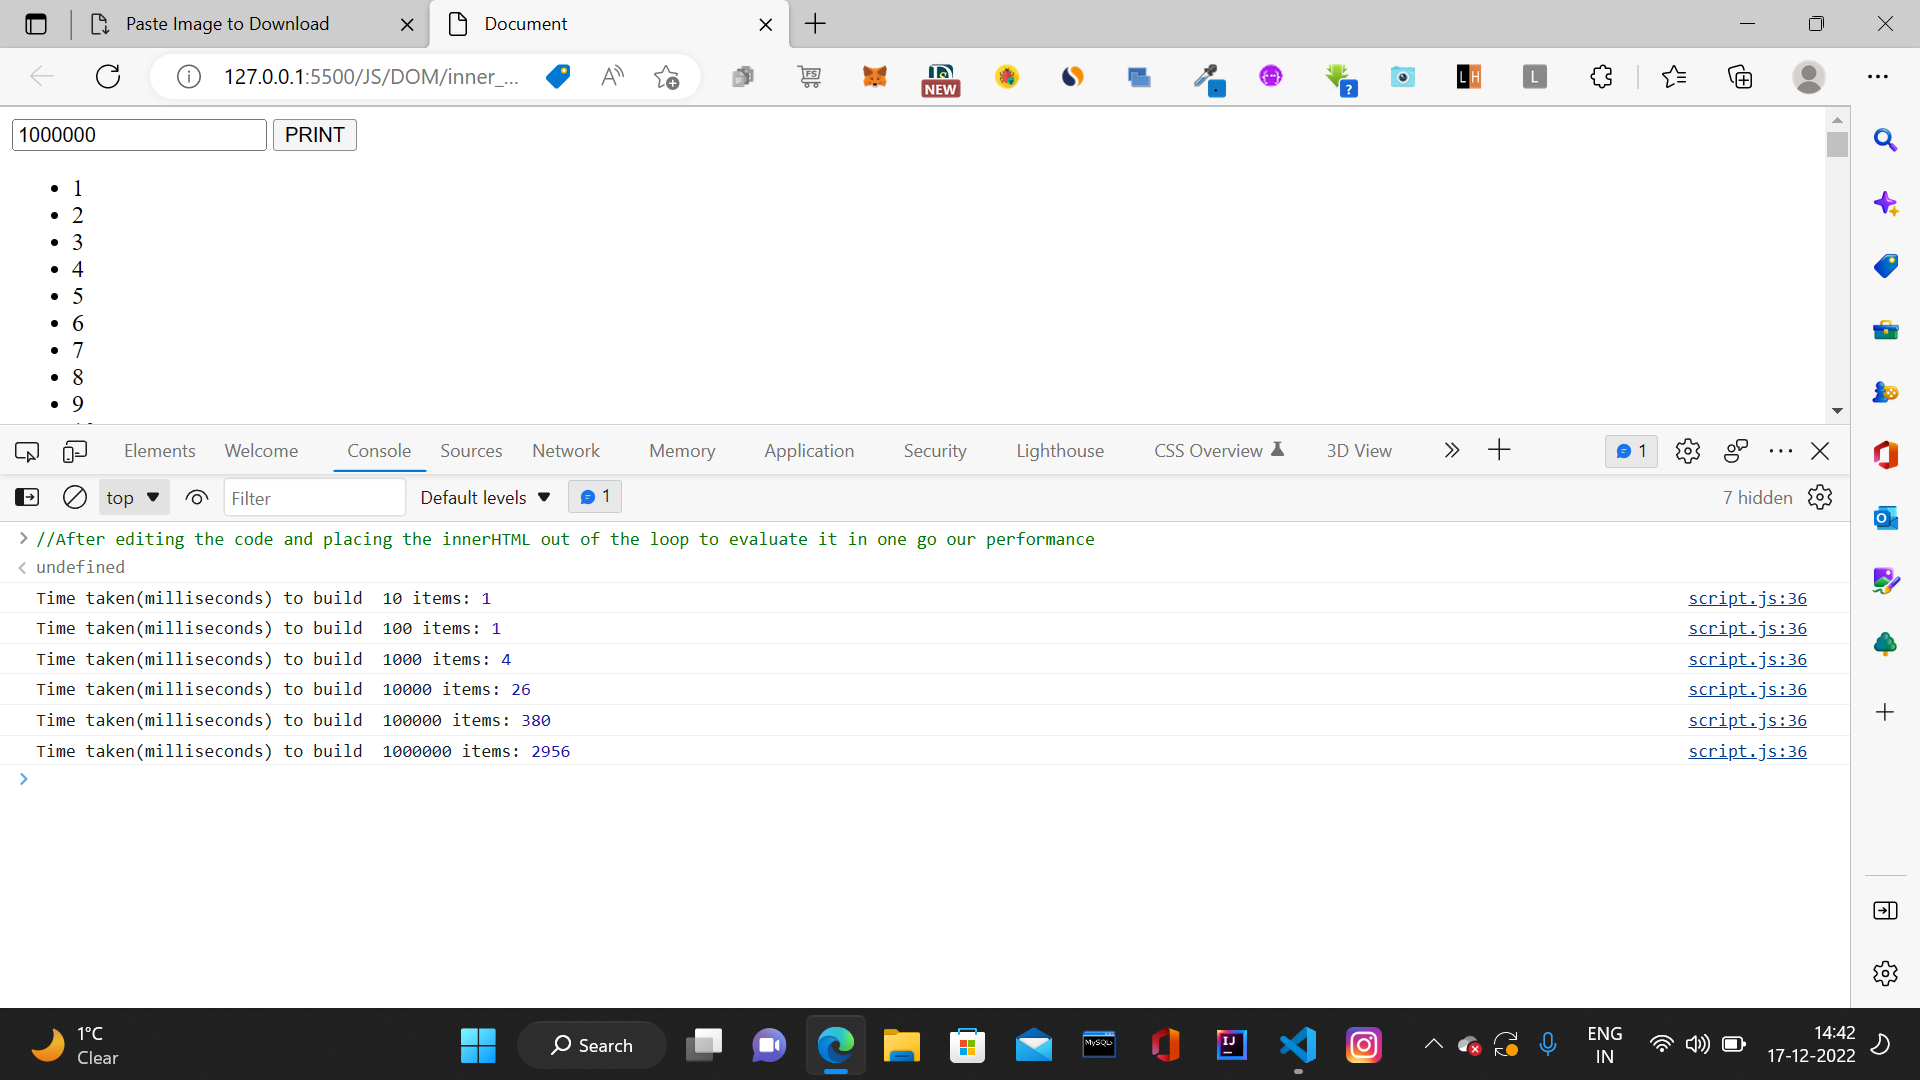 Paste Image to Download
Document
127.0.0.1:5500/JS/DOM/inner_...
FS
NEW
?
LH
L
1000000
PRINT
1
2
3
4
5
6
7
8
9
Elements
Welcome
Console
Sources
Network
Memory
Application
Security
Lighthouse
CSS Overview
3D View
1
top
Filter
Default levels
1
7 hidden
//After editing the code and placing the innerHTML out of the loop to evaluate it in one go our performance
undefined
Time taken(milliseconds) to build  10 items: 1 script.js:36
Time taken(milliseconds) to build  100 items: 1 script.js:36
Time taken(milliseconds) to build  1000 items: 4 script.js:36
Time taken(milliseconds) to build  10000 items: 26 script.js:36
Time taken(milliseconds) to build  100000 items: 380 script.js:36
Time taken(milliseconds) to build  1000000 items: 2956 script.js:36
1°C
Clear
Search
MySQL
IJ
ENG
IN
14:42
17-12-2022